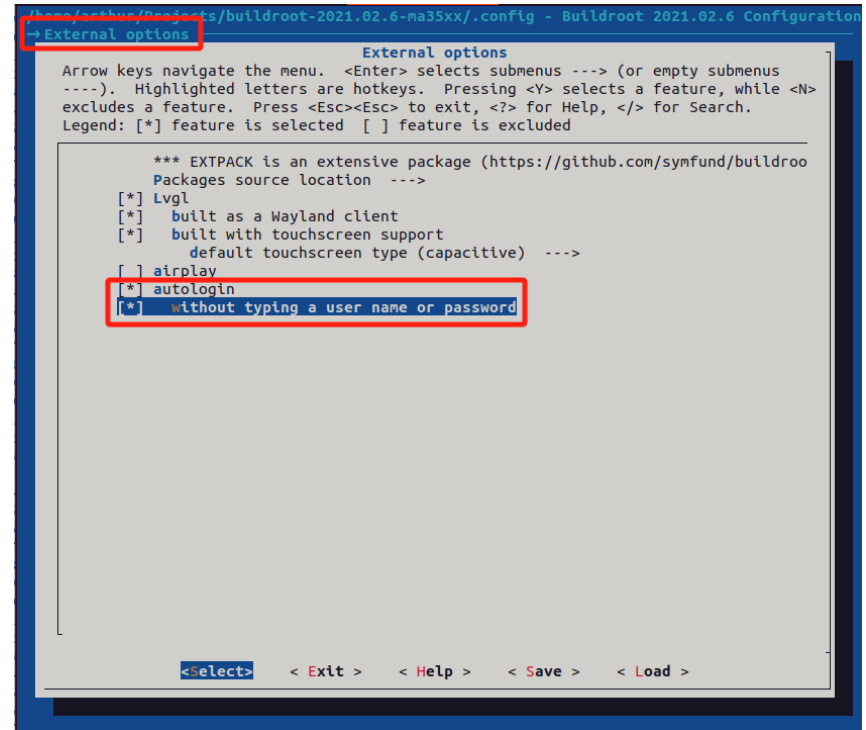 /home/arthur/Projects/buildroot-2021.02.6-ma35xx/.config - Buildroot 2021.02.6 Configuration
→ External options
External options
Arrow keys navigate the menu. <Enter> selects submenus ---> (or empty submenus
----). Highlighted letters are hotkeys. Pressing <Y> selects a feature, while <N>
excludes a feature. Press <Esc><Esc> to exit, <?> for Help, </> for Search.
Legend: [*] feature is selected [ ] feature is excluded
*** EXTPACK is an extensive package (https://github.com/symfund/buildroo
Packages source location --->
[*] Lvgl
[*] built as a Wayland client
[*] built with touchscreen support
default touchscreen type (capacitive) --->
[ ] airplay
[*] autologin
[*] without typing a user name or password
<Select> < Exit > < Help > < Save > < Load >